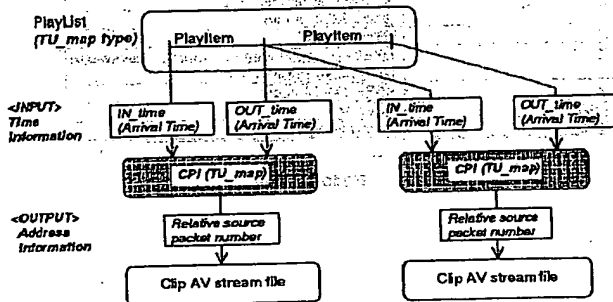 PlayList
(TU_map type)
PlayItem
PlayItem
<INPUT>
Time
Information
IN_time
(Arrival Time)
OUT_time
(Arrival Time)
IN_time
(Arrival Time)
OUT_time
(Arrival Time)
CPI (TU_map)
CPI (TU_map)
<OUTPUT>
Address
Information
Relative source
packet number
Relative source
packet number
Clip AV stream file
Clip AV stream file